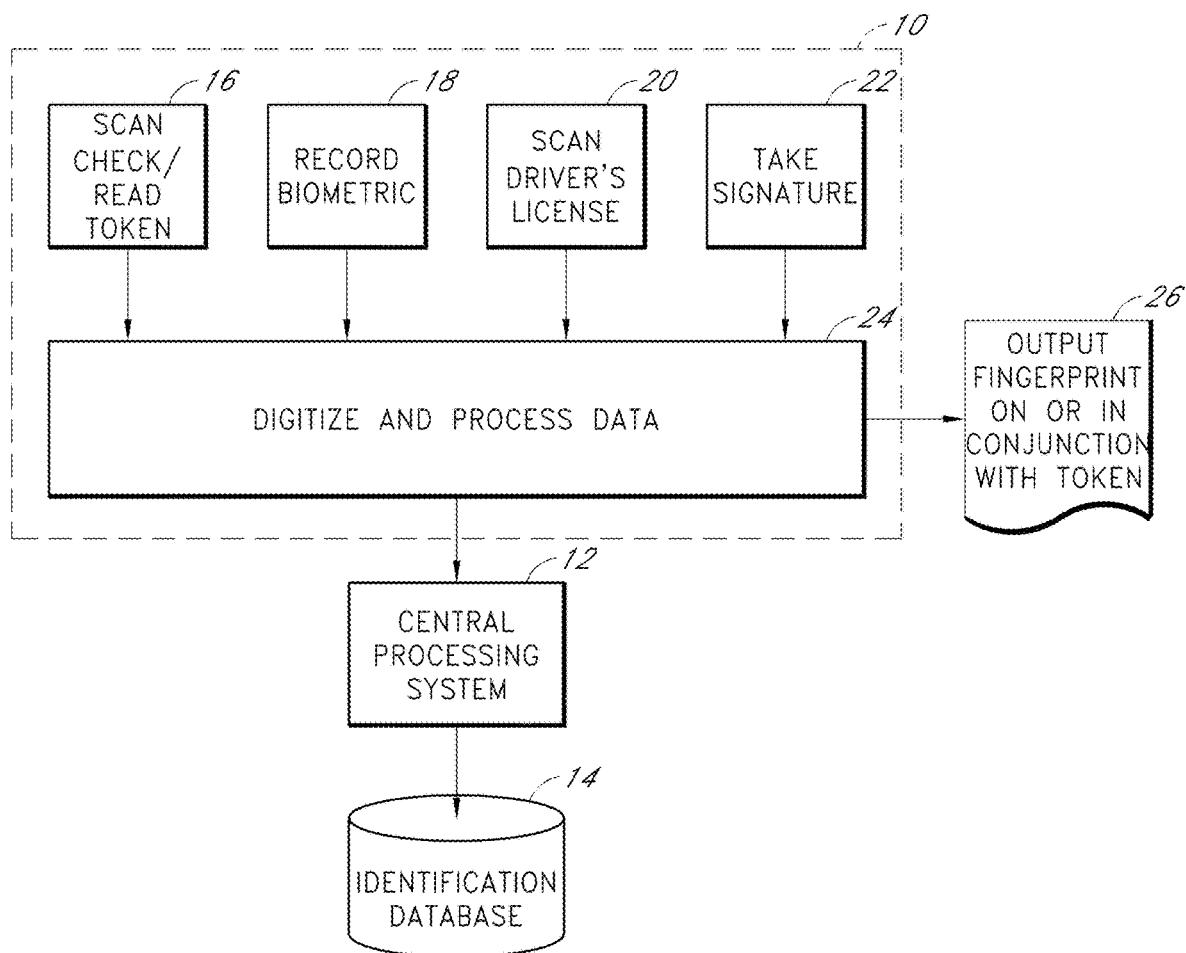 10
16
SCAN
CHECK/
READ
TOKEN
18
RECORD
BIOMETRIC
20
SCAN
DRIVER'S
LICENSE
22
TAKE
SIGNATURE
24
DIGITIZE AND PROCESS DATA
26
OUTPUT
FINGERPRINT
ON OR IN
CONJUNCTION
WITH TOKEN
12
CENTRAL
PROCESSING
SYSTEM
14
IDENTIFICATION
DATABASE